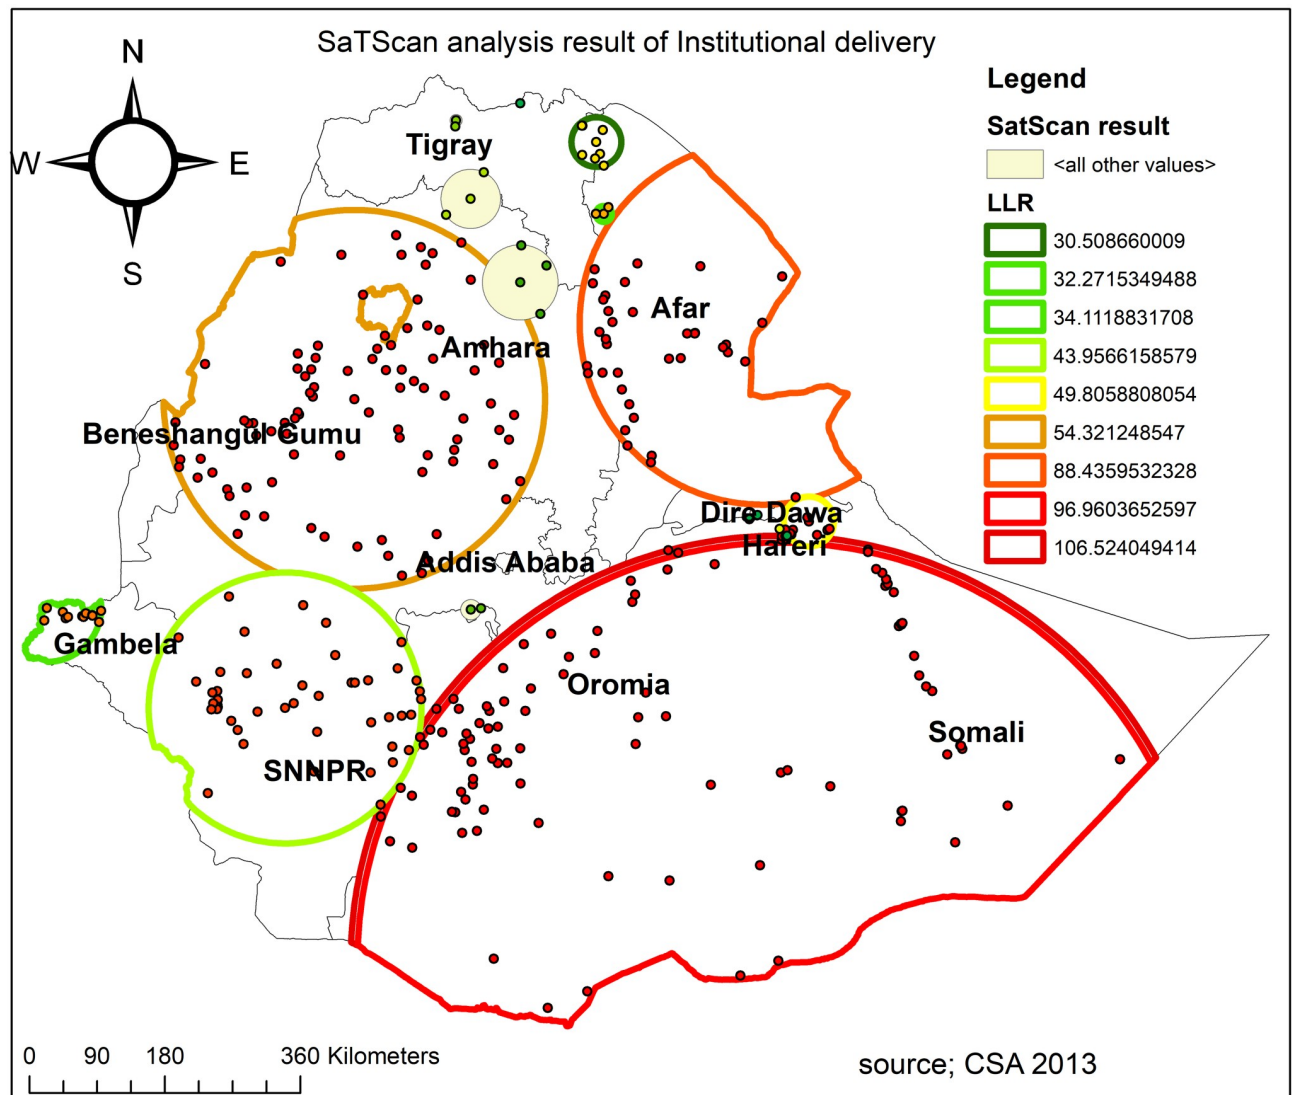 SaTScan analysis result of Institutional delivery
N
W
E
S
Legend
SatScan result
<all other values>
LLR
30.508660009
32.2715349488
34.1118831708
43.9566158579
49.8058808054
54.321248547
88.4359532328
96.9603652597
106.524049414
Tigray
Afar
Amhara
Beneshangul Gumu
Dire Dawa
Hareri
Addis Ababa
Gambela
Oromia
Somali
SNNPR
0 90 180 360 Kilometers
source; CSA 2013